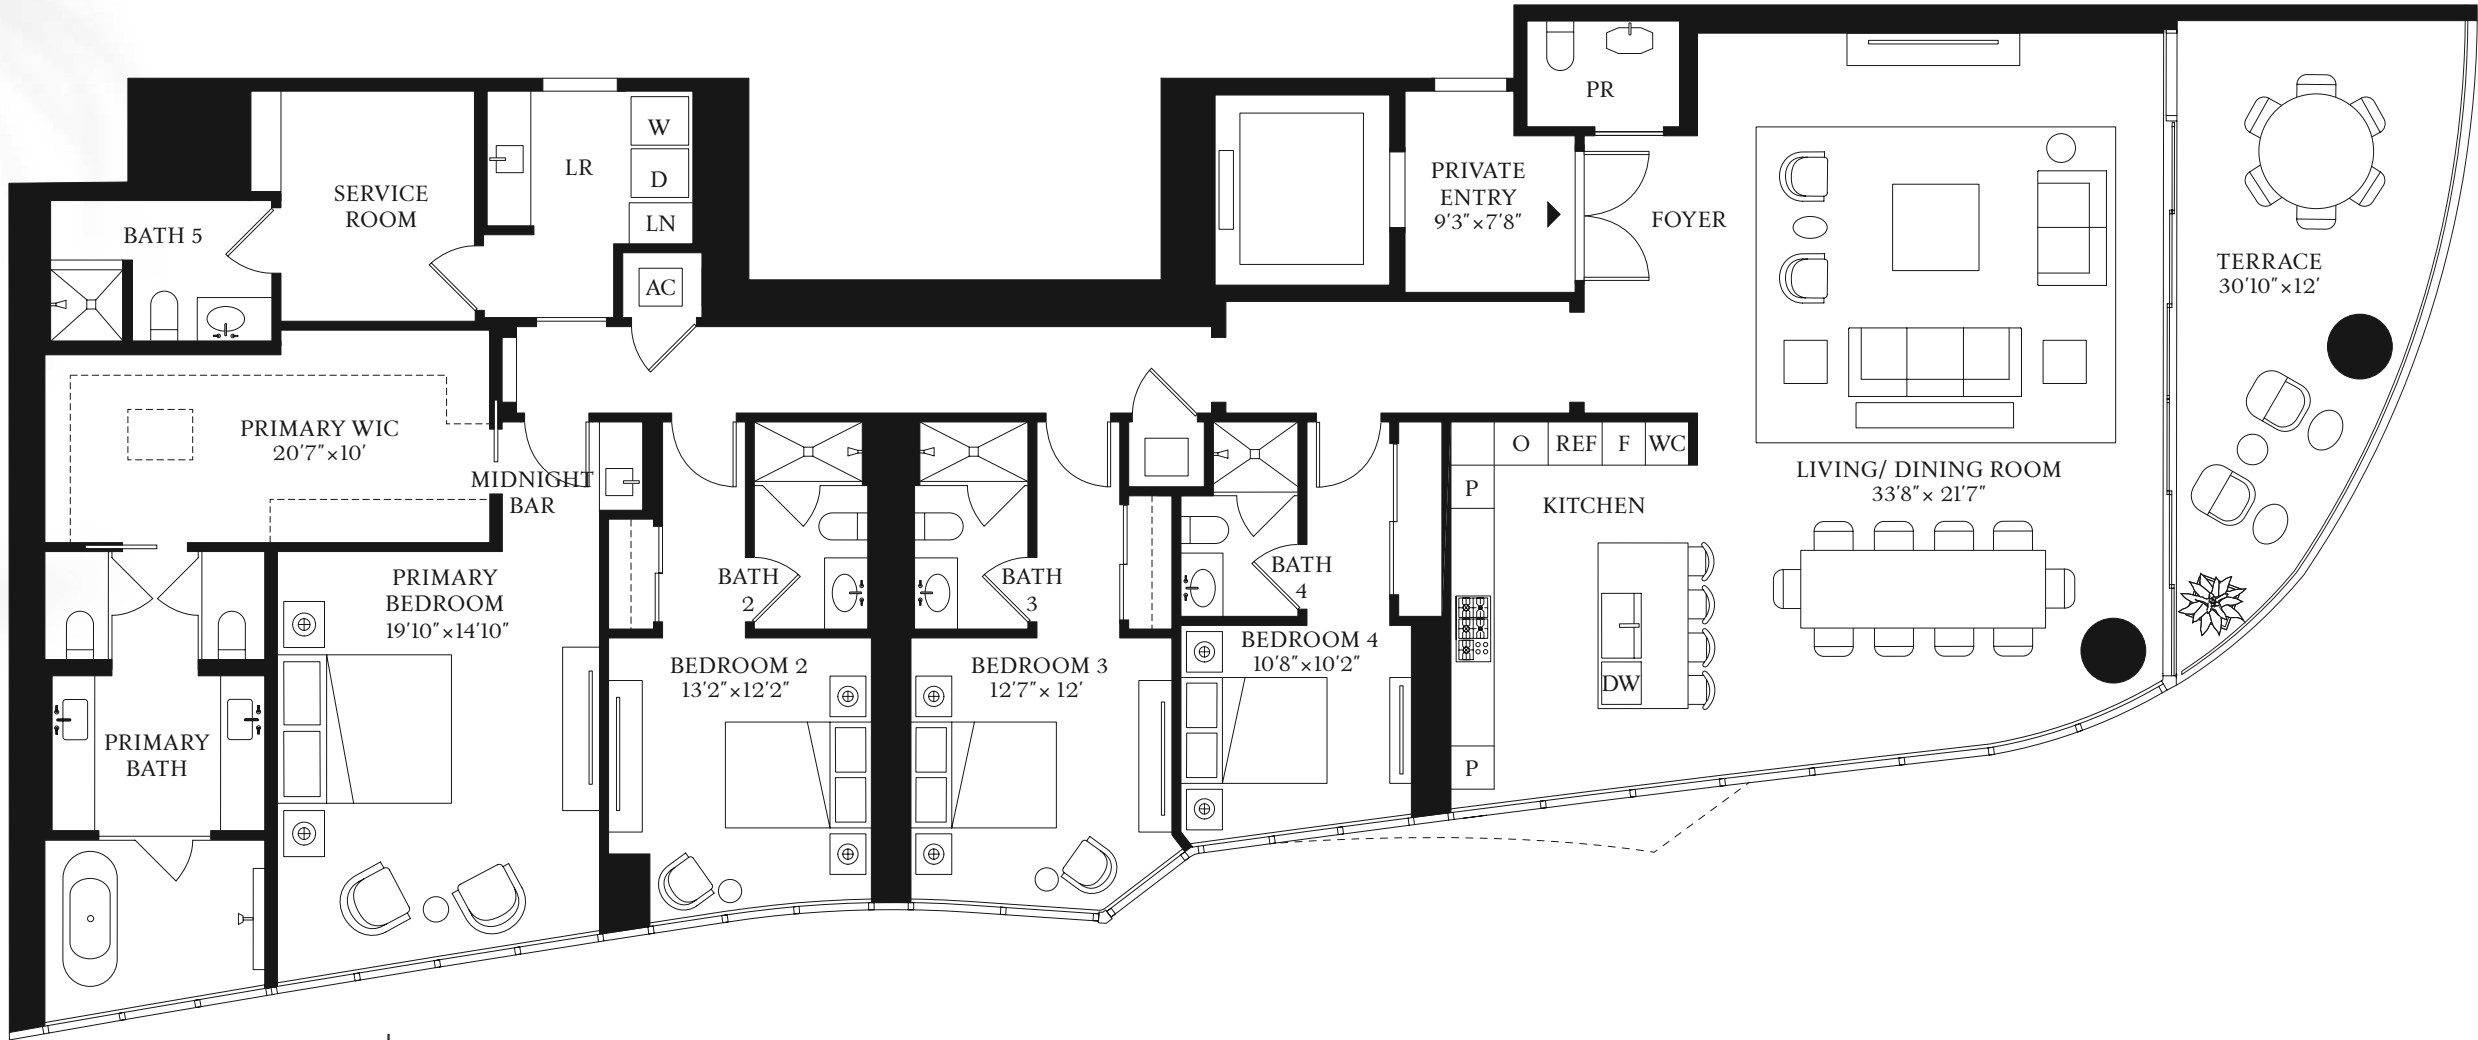 PR
W
D
LN
LR
SERVICE
ROOM
BATH 5
AC
PRIVATE
ENTRY
9'3"×7'8"
FOYER
TERRACE
30'10"×12'
PRIMARY WIC
20'7"×10'
MIDNIGHT
BAR
O
REF
F
WC
P
KITCHEN
LIVING/ DINING ROOM
33'8"× 21'7"
PRIMARY
BEDROOM
19'10"×14'10"
BATH
2
BATH
3
BATH
4
BEDROOM 2
13'2"×12'2"
BEDROOM 3
12'7"× 12'
BEDROOM 4
10'8"×10'2"
DW
PRIMARY
BATH
P